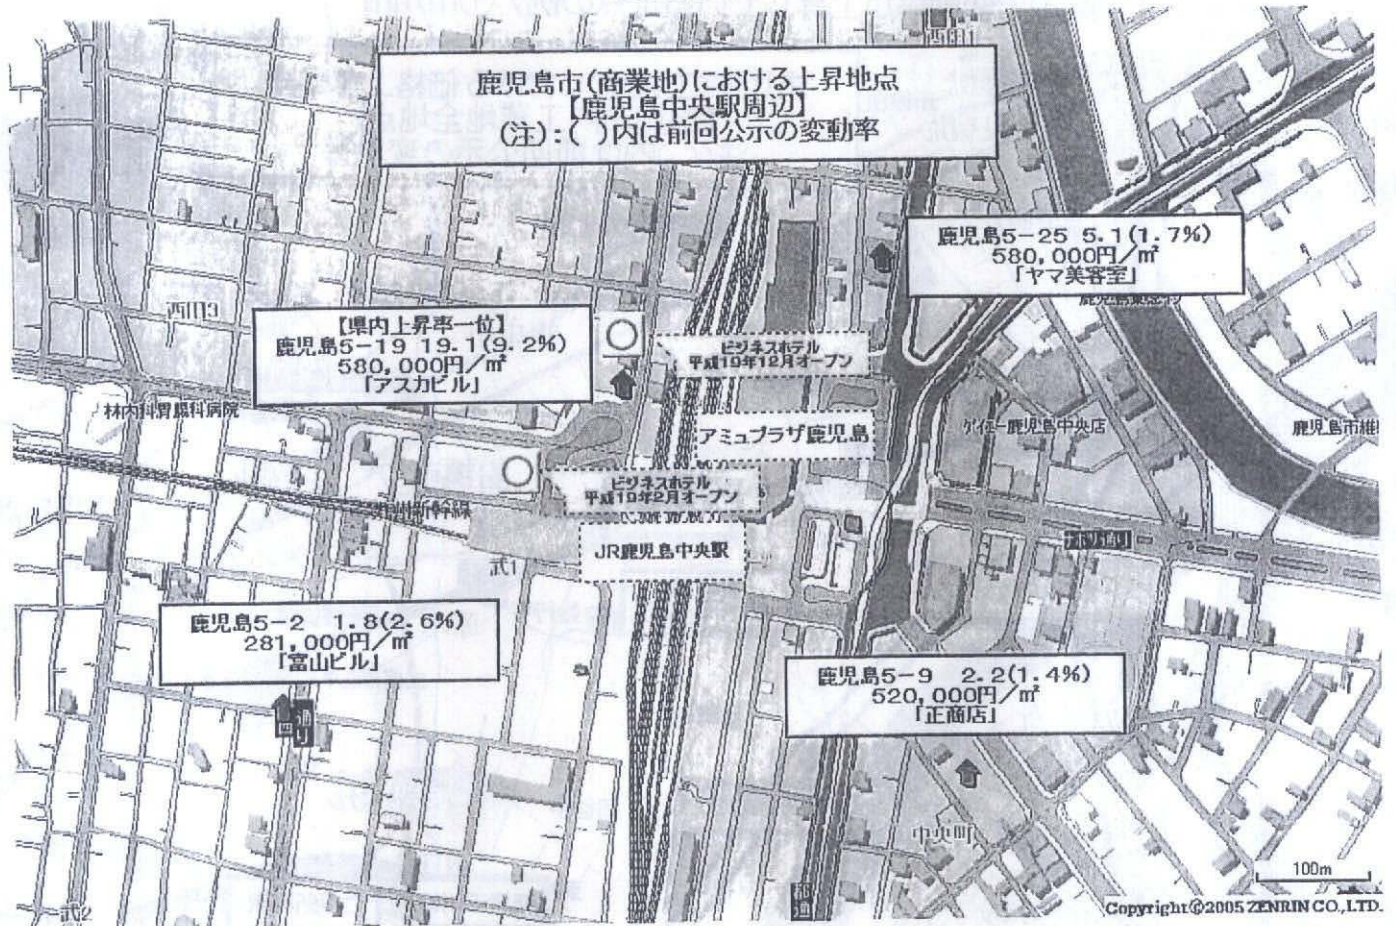 西田1
鹿児島市(商業地)における上昇地点
【鹿児島中央駅周辺】
(注):( )内は前回公示の変動率
鹿児島5-25 5.1(1.7%)
580,000円/㎡
「ヤマ美容室」
西田3
【県内上昇率一位】
鹿児島5-19 19.1(9.2%)
580,000円/㎡
「アスカビル」
ビジネスホテル
平成19年12月オープン
林内科胃腸科病院
アミュプラザ鹿児島
ダイエー鹿児島中央店
鹿児島市維
ビジネスホテル
平成19年2月オープン
九州新幹線
JR鹿児島中央駅
ナポリ通り
武1
鹿児島5-2 1.8(2.6%)
281,000円/㎡
「富山ビル」
鹿児島5-9 2.2(1.4%)
520,000円/㎡
「正商店」
通り
中央町
武2
100m
Copyright©2005 ZENRIN CO.,LTD.